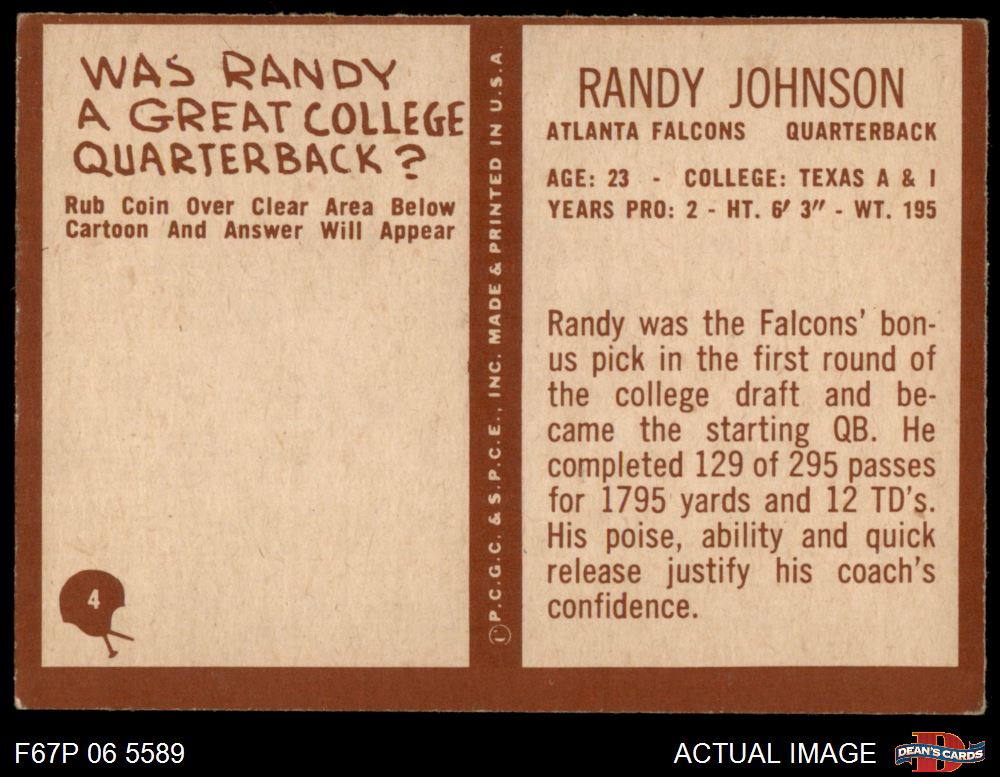 WAS RANDY
A GREAT COLLEGE
QUARTERBACK?
Rub Coin Over Clear Area Below
Cartoon And Answer Will Appear
4
P.C.G.C. & S.P.C.E., INC. MADE & PRINTED IN U.S.A.
RANDY JOHNSON
ATLANTA FALCONS QUARTERBACK
AGE: 23 - COLLEGE: TEXAS A & I
YEARS PRO: 2 - HT. 6' 3" - WT. 195
Randy was the Falcons' bon-
us pick in the first round of
the college draft and be-
came the starting QB. He
completed 129 of 295 passes
for 1795 yards and 12 TD's.
His poise, ability and quick
release justify his coach's
confidence.
F67P 06 5589
ACTUAL IMAGE
D
DEAN'S CARDS